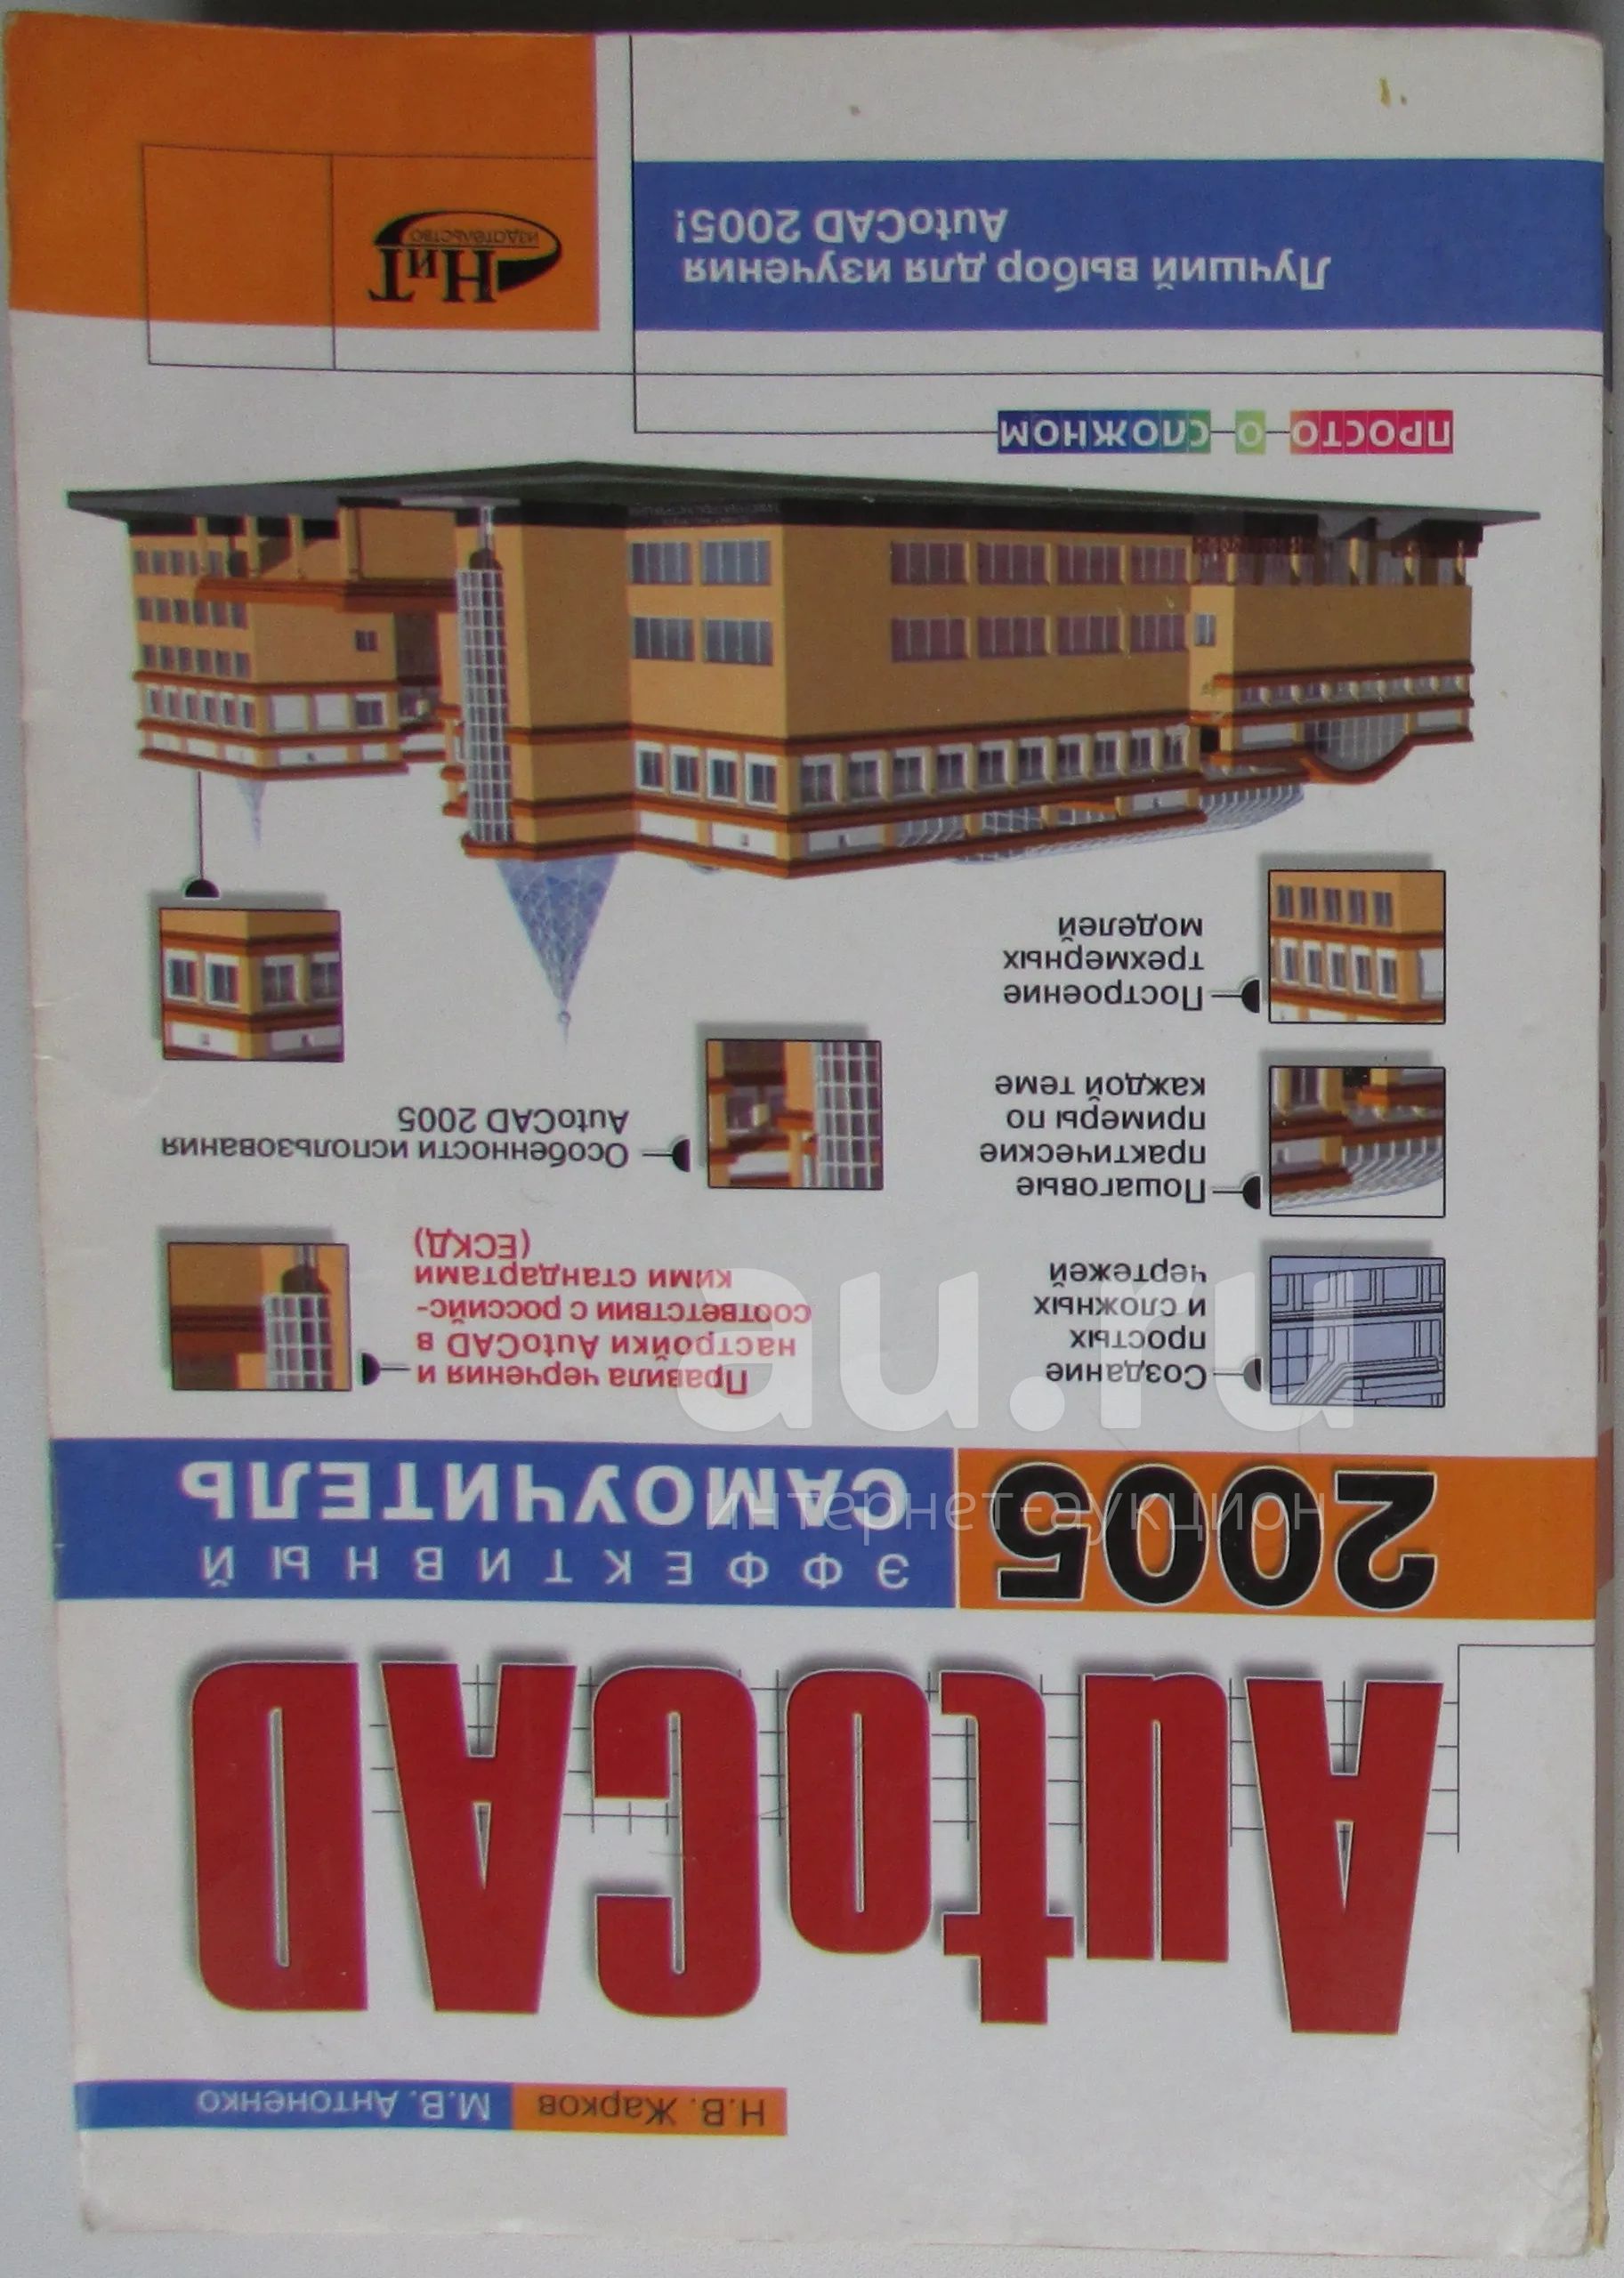 Н.В. Жарков
М.В. Антоненко
AutoCAD
2005
ЭФФЕКТИВНЫЙ
САМОУЧИТЕЛЬ
Создание
простых
и сложных
чертежей
Правила черчения и
настройки AutoCAD в
соответствии с россий-
кими стандартами
(ЕСКД)
Пошаговые
практические
примеры по
каждой теме
Особенности использования
AutoCAD 2005
Построение
трехмерных
моделей
ПРОСТО О СЛОЖНОМ
Лучший выбор для изучения
AutoCAD 2005!
НиТ
ИЗДАТЕЛЬСТВО
au.ru
интернет-аукцион